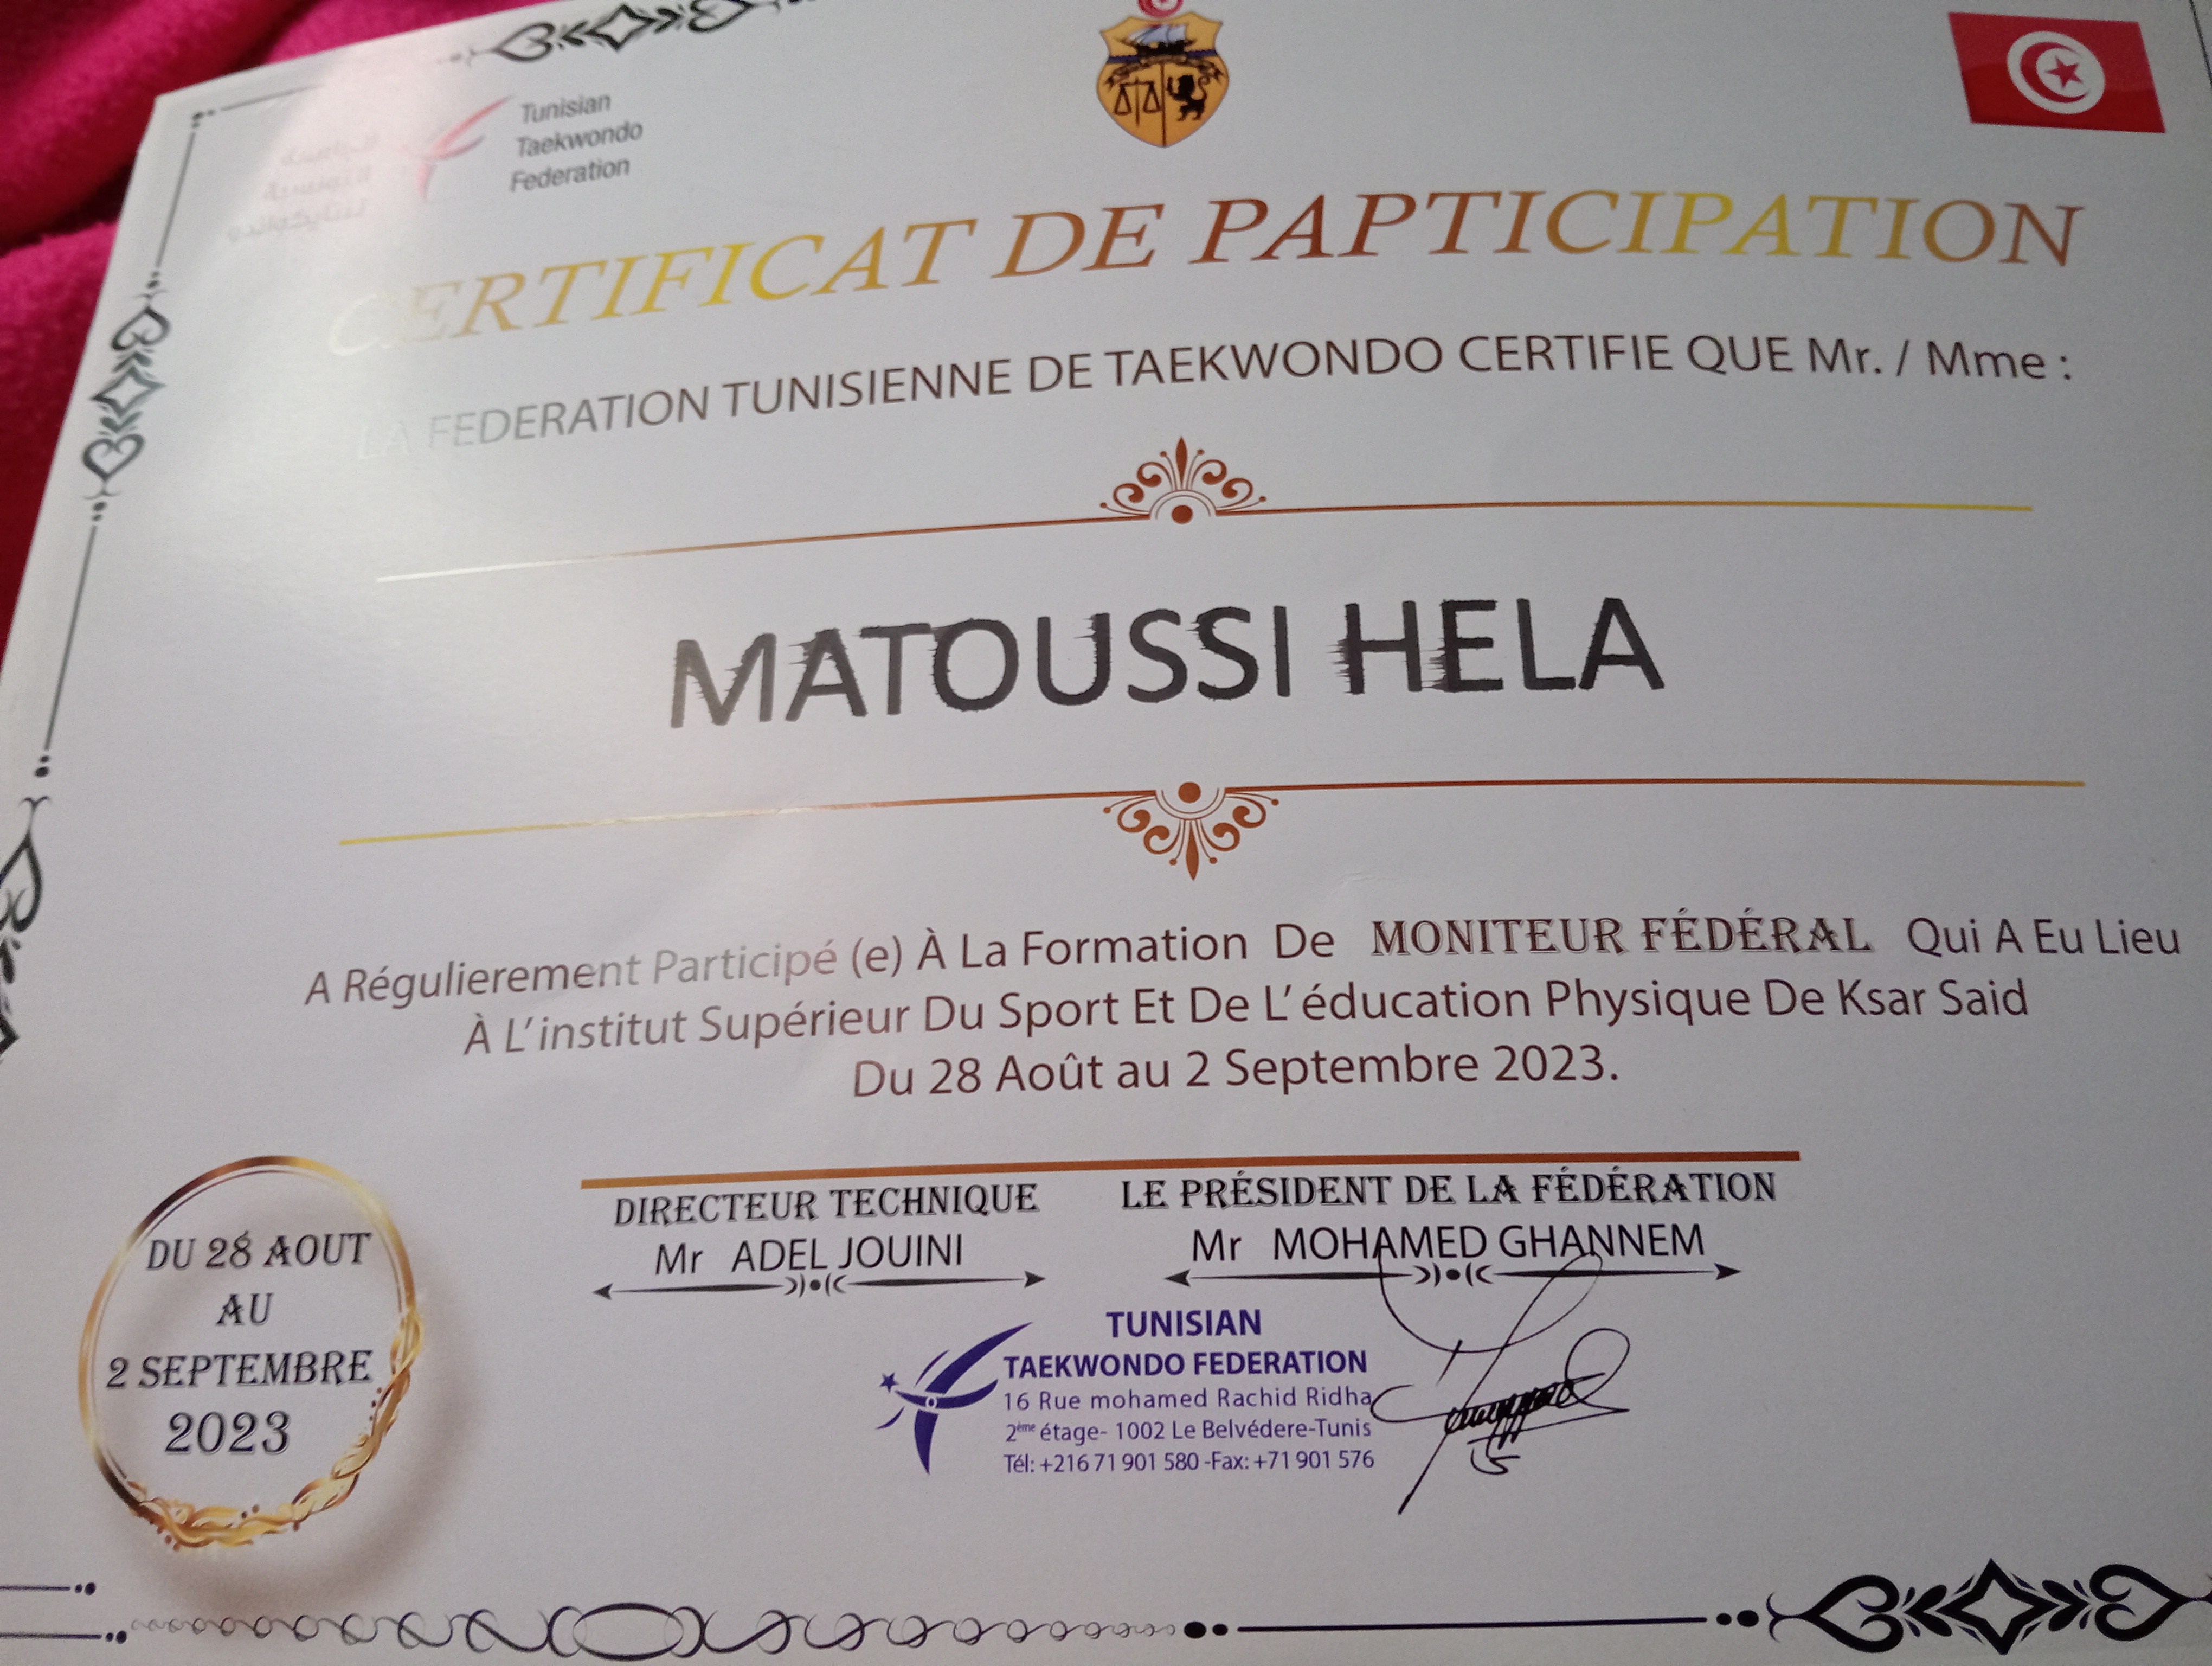 Tunisian
Taekwondo
Federation
CERTIFICAT DE PAPTICIPATION
LA FEDERATION TUNISIENNE DE TAEKWONDO CERTIFIE QUE Mr. / Mme :
MATOUSSI HELA
A Régulierement Participé (e) À La Formation De MONITEUR FÉDÉRAL Qui A Eu Lieu
À L'institut Supérieur Du Sport Et De L'éducation Physique De Ksar Said
Du 28 Août au 2 Septembre 2023.
DU 28 AOUT
AU
2 SEPTEMBRE
2023
DIRECTEUR TECHNIQUE
Mr ADEL JOUINI
LE PRÉSIDENT DE LA FÉDÉRATION
Mr MOHAMED GHANNEM
TUNISIAN
TAEKWONDO FEDERATION
16 Rue mohamed Rachid Ridha
2ème étage- 1002 Le Belvédere-Tunis
Tél: +216 71 901 580 -Fax: +71 901 576